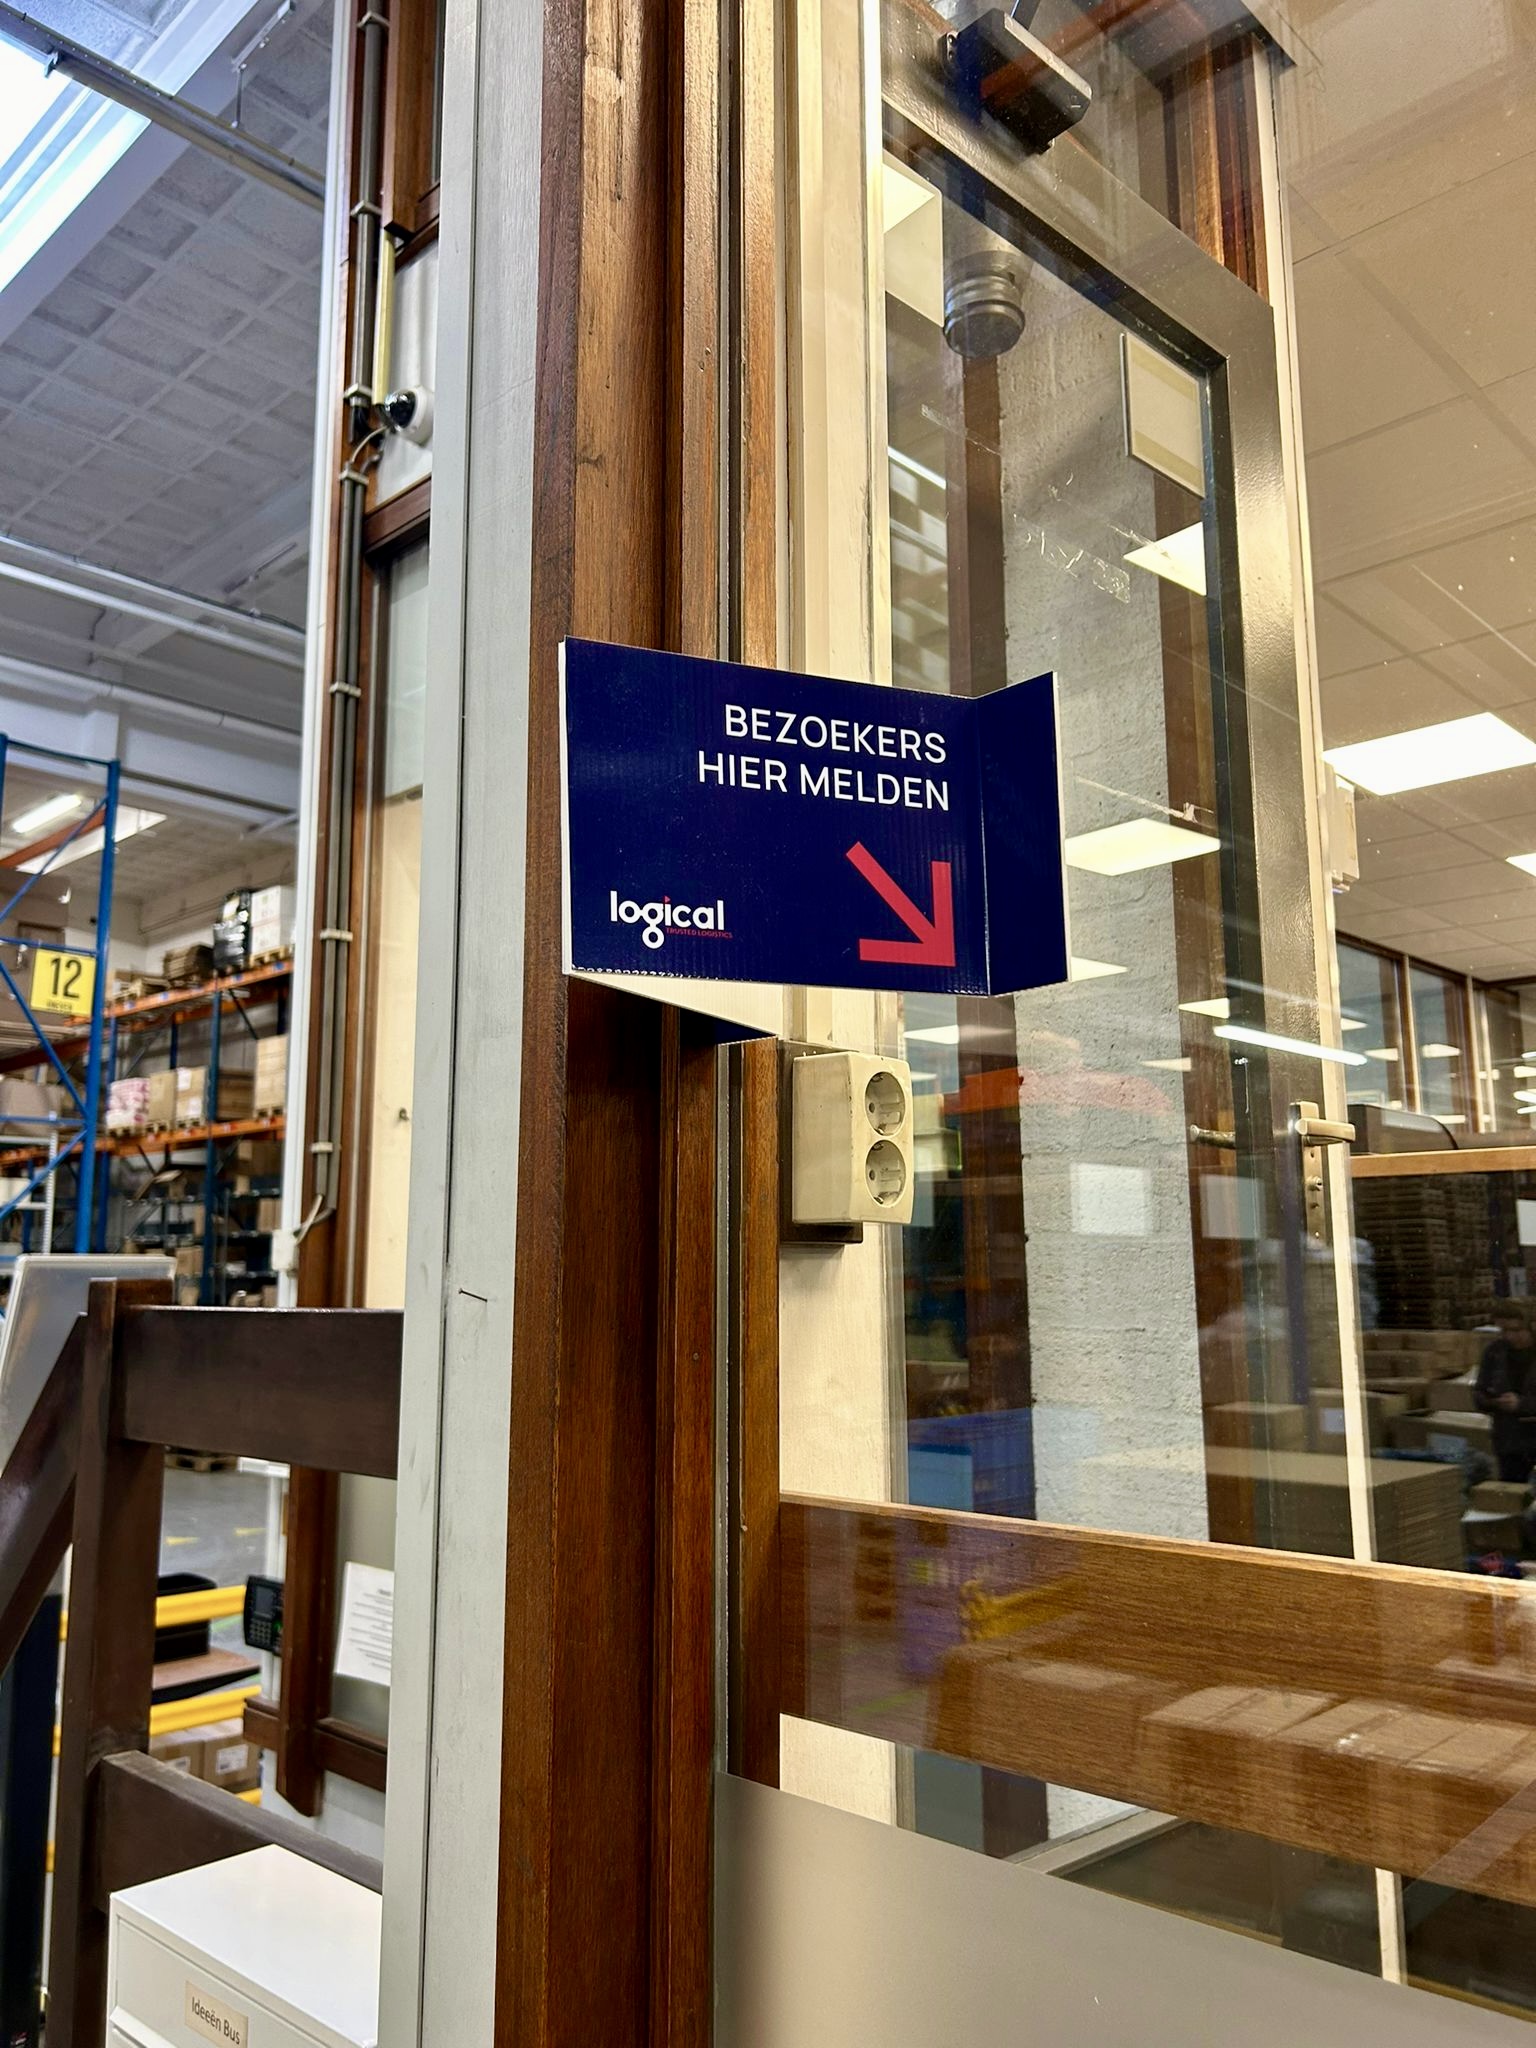 BEZOEKERS
HIER MELDEN
logical
TRUSTED LOGISTICS
12
Ideeën Bus